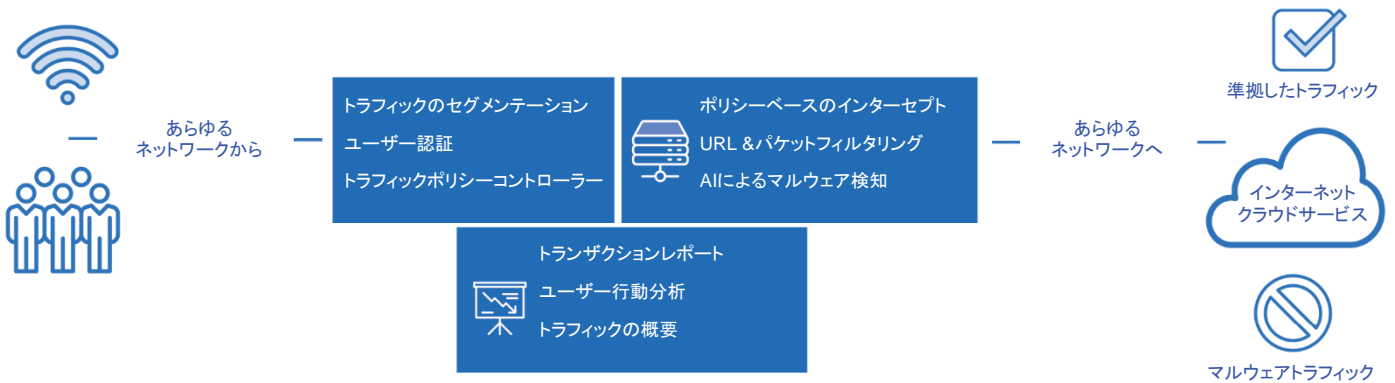 あらゆる
ネットワークから
トラフィックのセグメンテーション
ユーザー認証
トラフィックポリシーコントローラー
ポリシーベースのインターセプト
URL &パケットフィルタリング
AIによるマルウェア検知
トランザクションレポート
ユーザー行動分析
トラフィックの概要
あらゆる
ネットワークへ
準拠したトラフィック
インターネット
クラウドサービス
マルウェアトラフィック